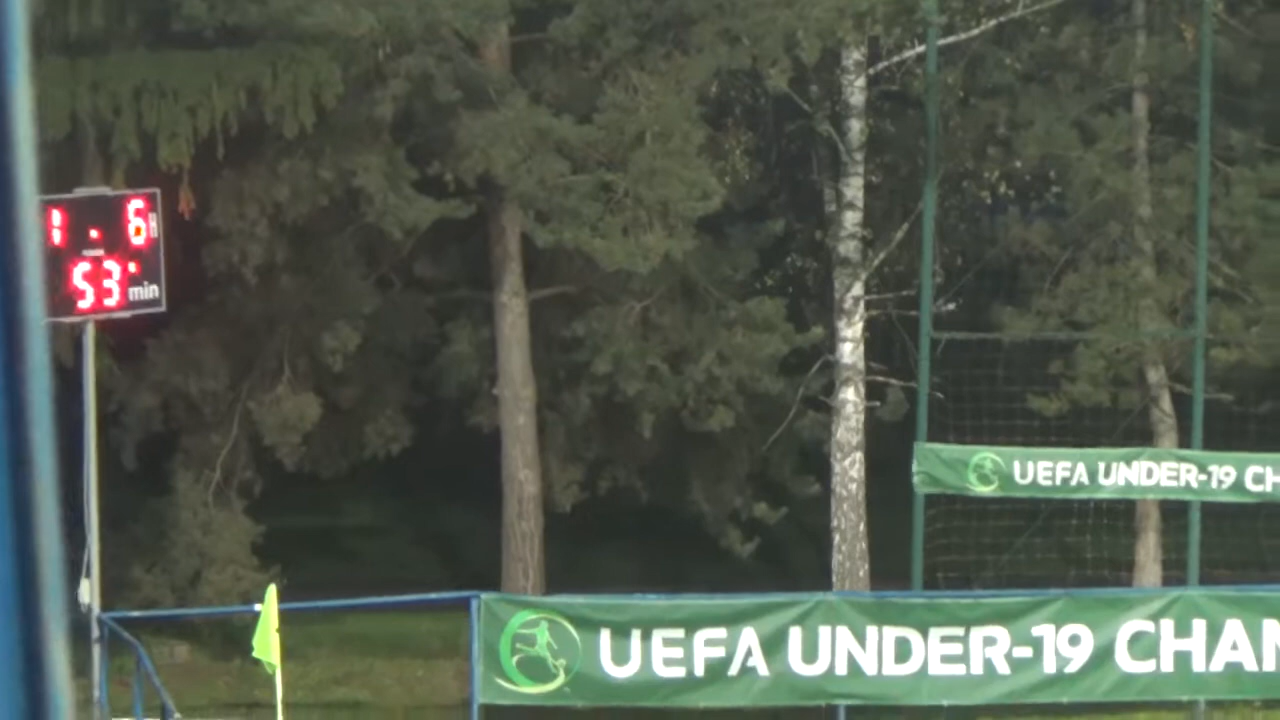 1 . 6 H
53' min
UEFA UNDER-19 CH
UEFA UNDER-19 CHAN